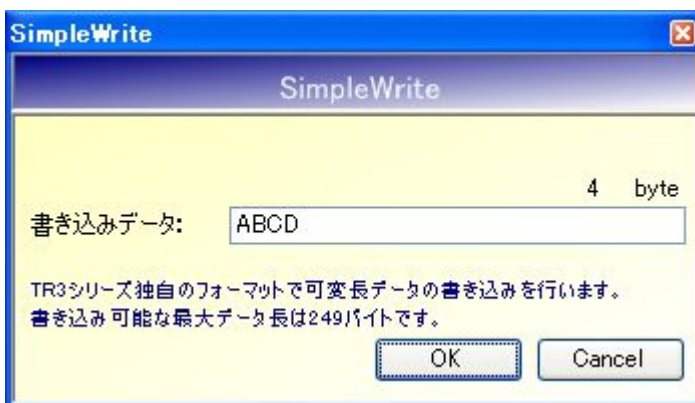 SimpleWrite
SimpleWrite
4 byte
書き込みデータ: ABCD
TR3シリーズ独自のフォーマットで可変長データの書き込みを行います。
書き込み可能な最大データ長は249バイトです。
OK Cancel